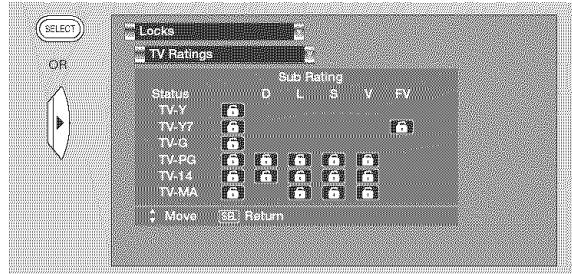 SELECT
OR
Locks
TV Ratings
Sub Rating
Status D L S V FV
TV-Y
TV-Y7
TV-G
TV-PG
TV-14
TV-MA
Move SEL Return